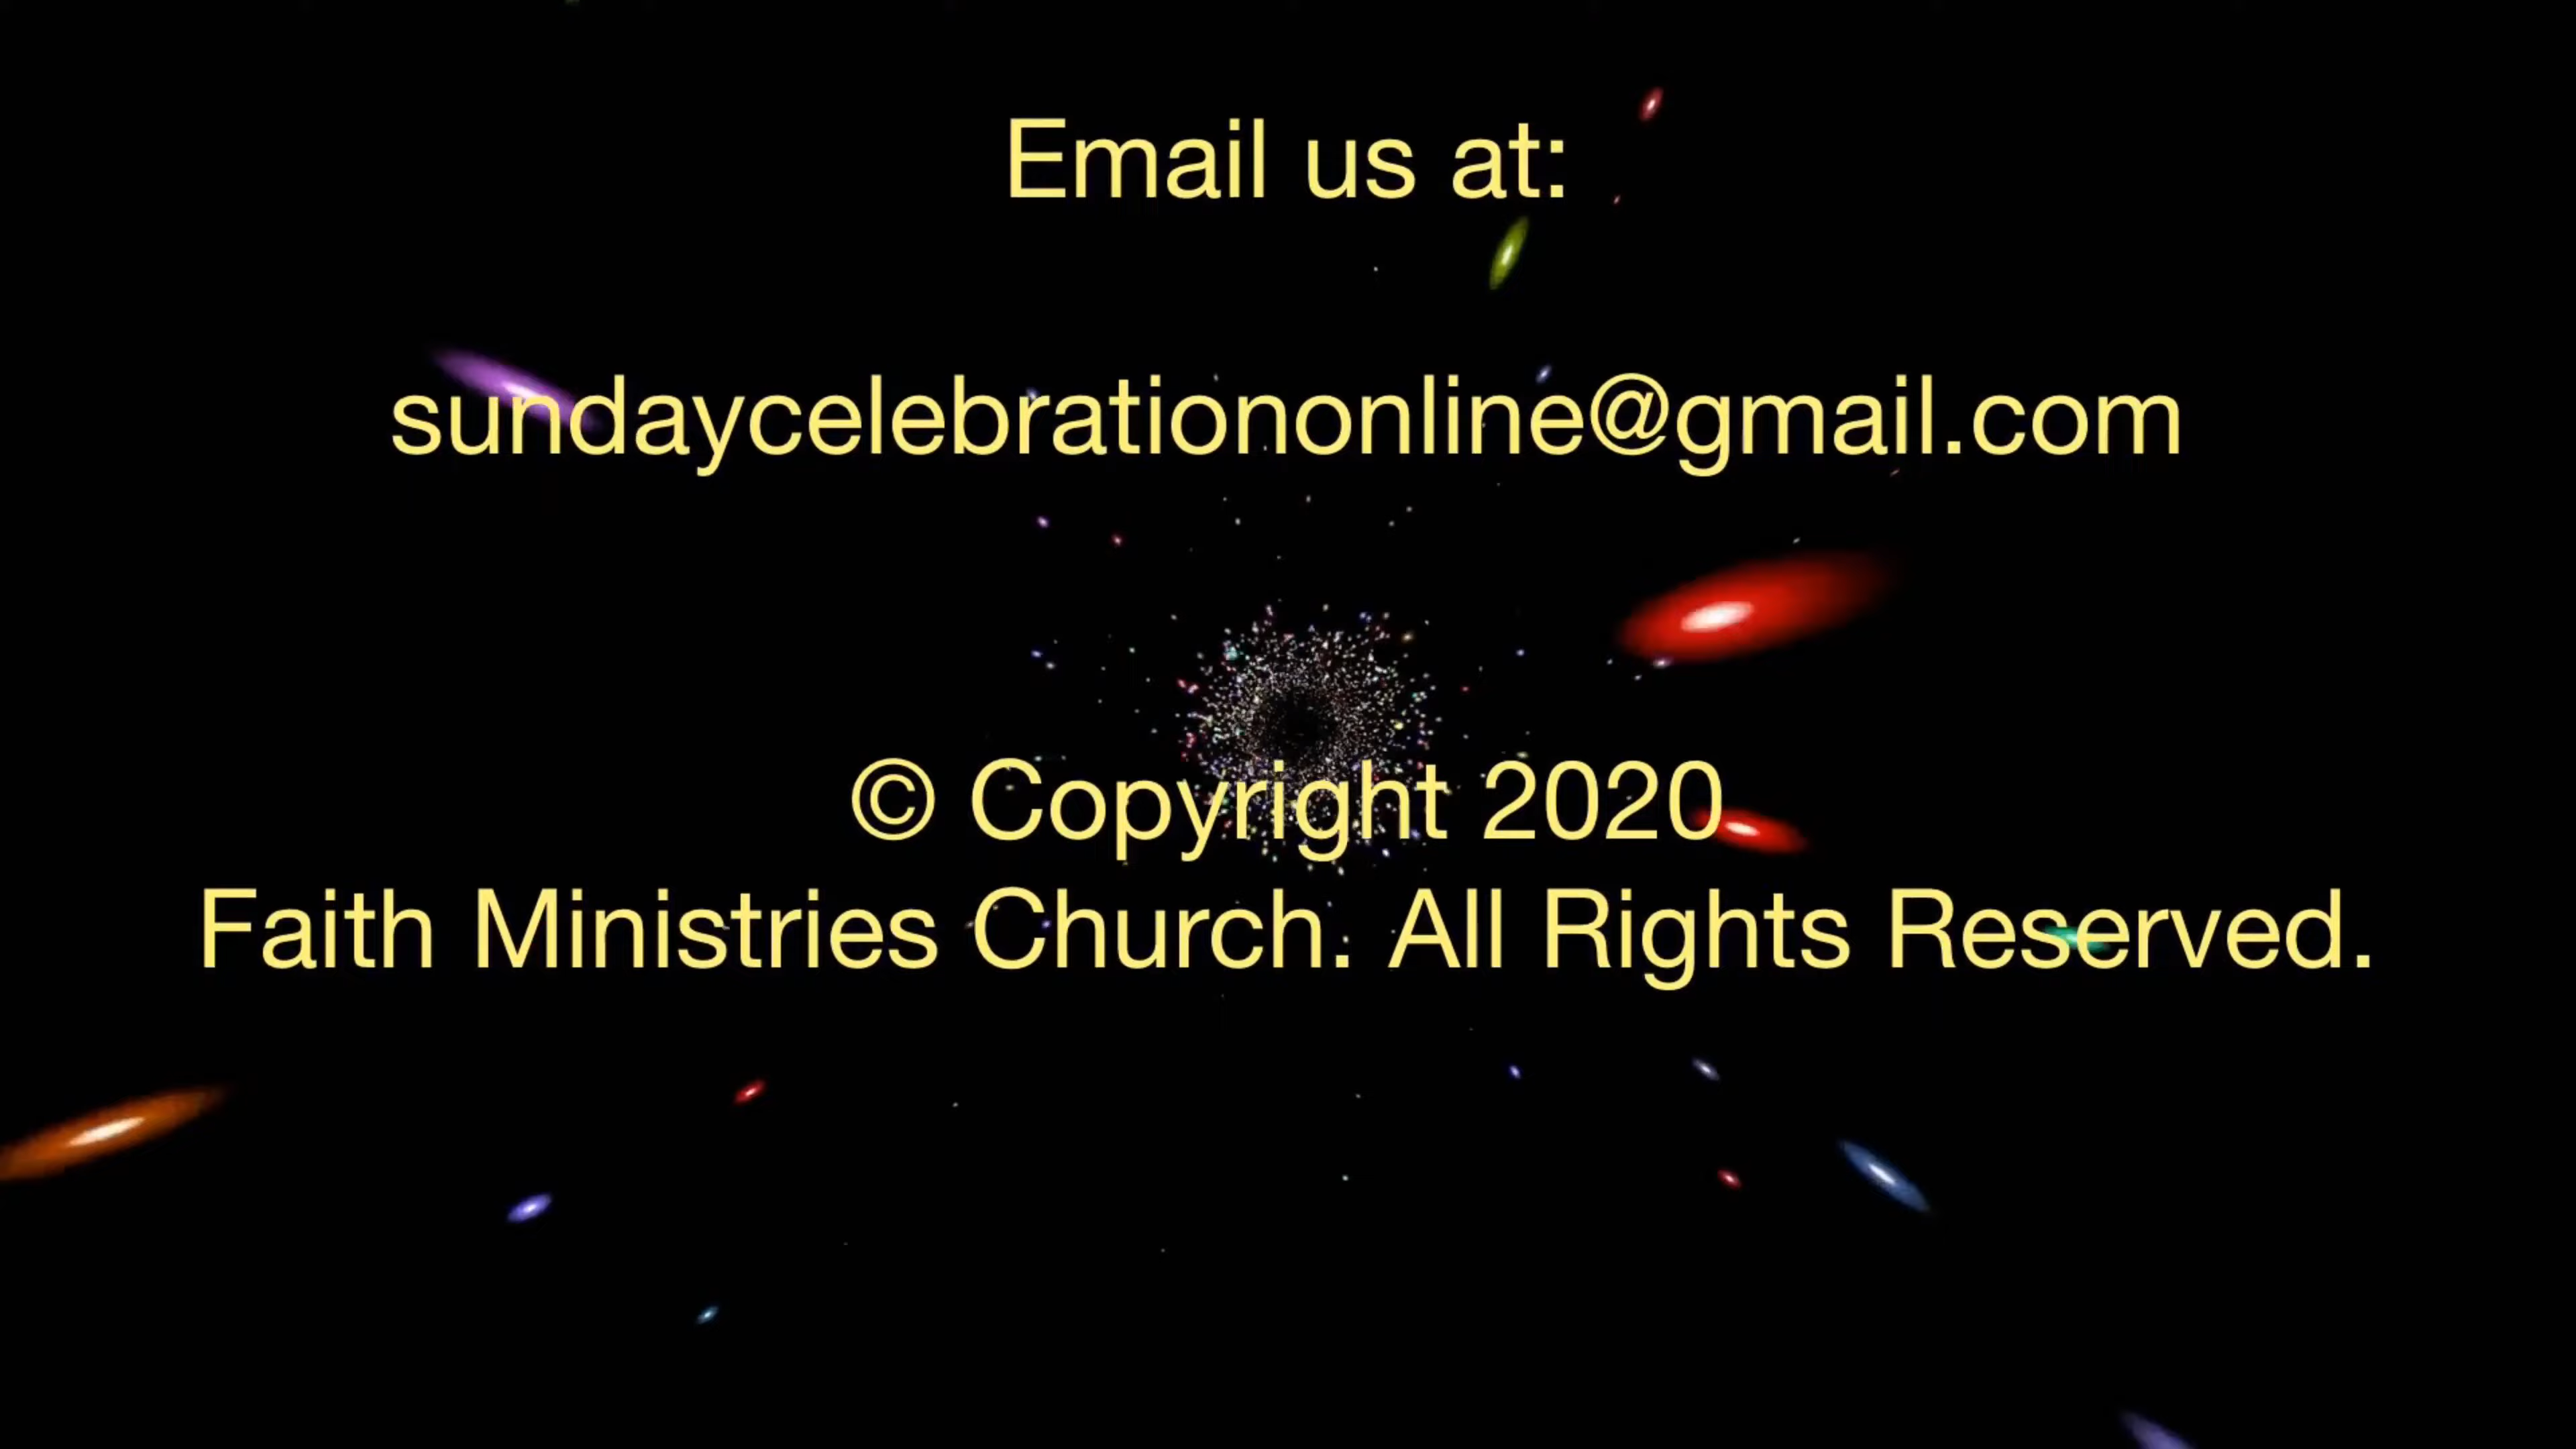 Email us at:
sundaycelebrationonline@gmail.com
© Copyright 2020
Faith Ministries Church. All Rights Reserved.